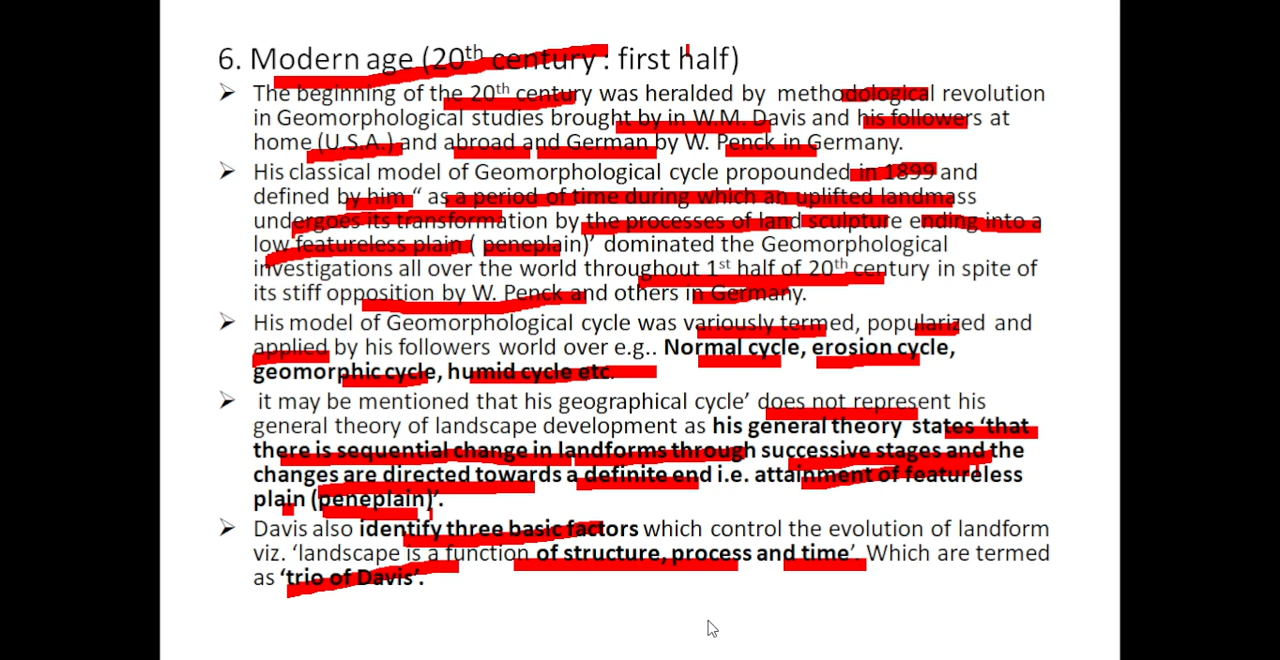 6. Modern age (20th century : first half)
➢ The beginning of the 20th century was heralded by methodological revolution
in Geomorphological studies brought by in W.M. Davis and his followers at
home (U.S.A.) and abroad and German by W. Penck in Germany.
➢ His classical model of Geomorphological cycle propounded in 1899 and
defined by him “ as a period of time during which an uplifted landmass
undergoes its transformation by the processes of land sculpture ending into a
low featureless plain ( peneplain)’ dominated the Geomorphological
investigations all over the world throughout 1st half of 20th century in spite of
its stiff opposition by W. Penck and others in Germany.
➢ His model of Geomorphological cycle was variously termed, popularized and
applied by his followers world over e.g.. Normal cycle, erosion cycle,
geomorphic cycle, humid cycle etc.
➢ it may be mentioned that his geographical cycle’ does not represent his
general theory of landscape development as his general theory states ‘that
there is sequential change in landforms through successive stages and the
changes are directed towards a definite end i.e. attainment of featureless
plain (peneplain)’.
➢ Davis also identify three basic factors which control the evolution of landform
viz. ‘landscape is a function of structure, process and time’. Which are termed
as ‘trio of Davis’.